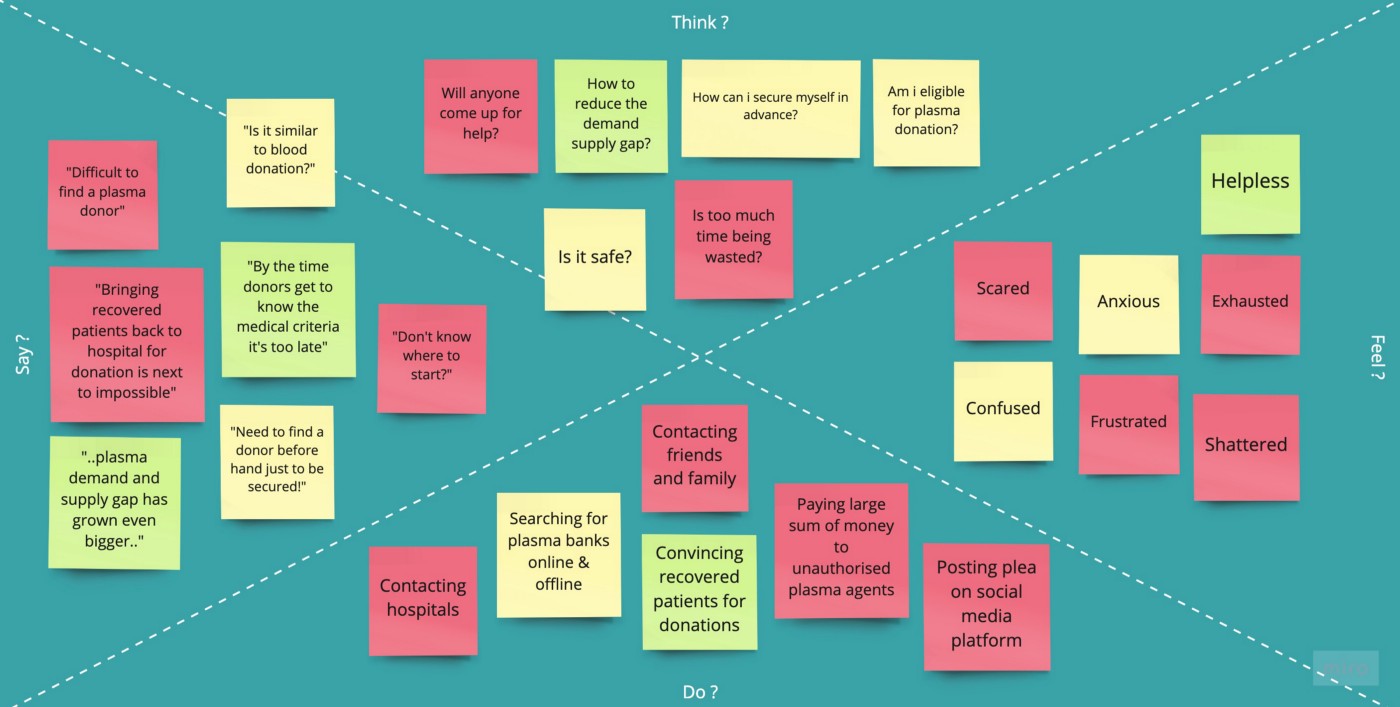 Think ?
Will anyone
come up for
help?
How to
reduce the
demand
supply gap?
How can i secure myself in
advance?
Am i eligible
for plasma
donation?
Is it safe?
Is too much
time being
wasted?
Say ?
"Difficult to
find a plasma
donor"
"Is it similar
to blood
donation?"
"Bringing
recovered
patients back to
hospital for
donation is next
to impossible"
"By the time
donors get to
know the
medical criteria
it's too late"
"Don't know
where to
start?"
"..plasma
demand and
supply gap has
grown even
bigger.."
"Need to find a
donor before
hand just to be
secured!"
Feel ?
Helpless
Scared
Anxious
Exhausted
Confused
Frustrated
Shattered
Contacting
friends
and family
Contacting
hospitals
Searching for
plasma banks
online &
offline
Convincing
recovered
patients for
donations
Paying large
sum of money
to
unauthorised
plasma agents
Posting plea
on social
media
platform
Do ?